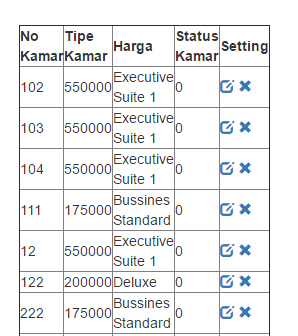 No Kamar Tipe Kamar Harga Status Kamar Setting
102 550000 Executive Suite 1 0
103 550000 Executive Suite 1 0
104 550000 Executive Suite 1 0
111 175000 Bussines Standard 0
12 550000 Executive Suite 1 0
122 200000 Deluxe 0
222 175000 Bussines Standard 0